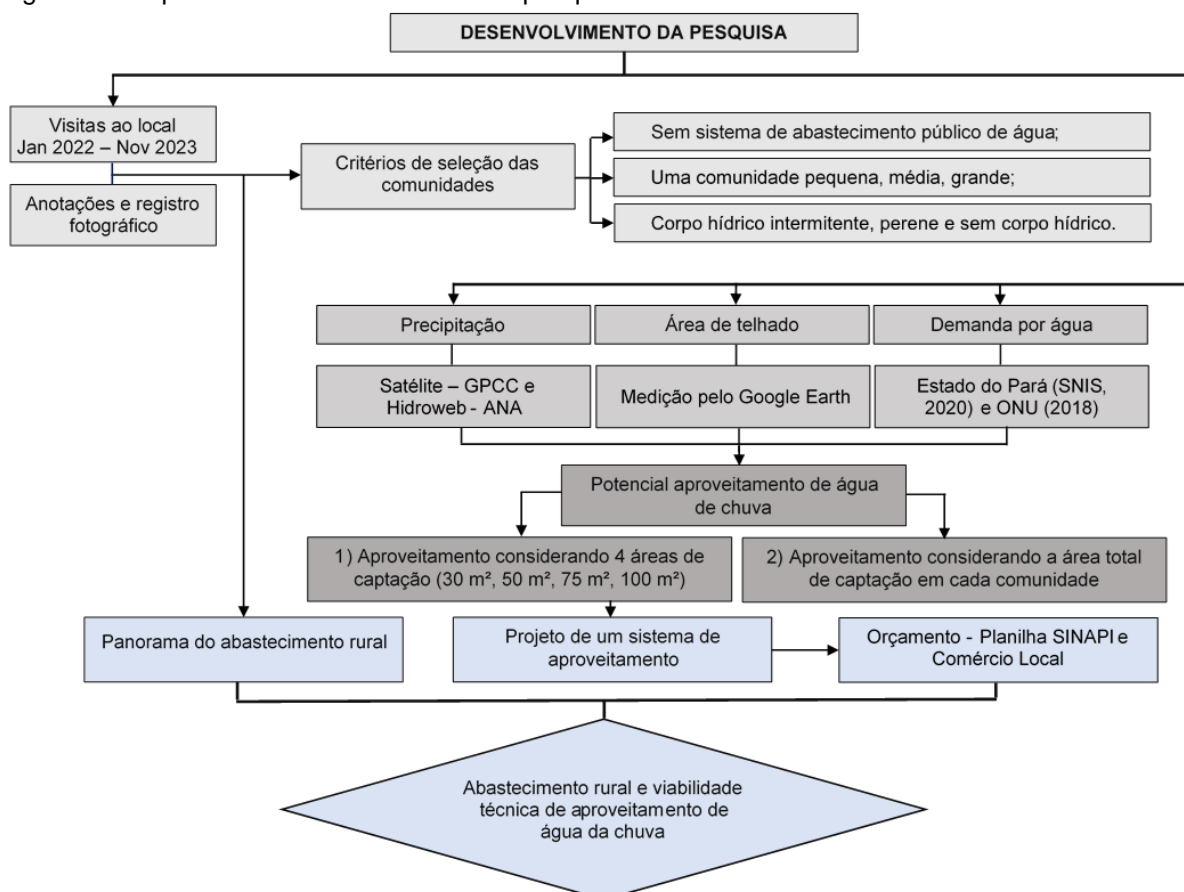 DESENVOLVIMENTO DA PESQUISA
Visitas ao local
Jan 2022 – Nov 2023
Anotações e registro
fotográfico
Critérios de seleção das
comunidades
Sem sistema de abastecimento público de água;
Uma comunidade pequena, média, grande;
Corpo hídrico intermitente, perene e sem corpo hídrico.
Precipitação
Área de telhado
Demanda por água
Satélite – GPCC e
Hidroweb - ANA
Medição pelo Google Earth
Estado do Pará (SNIS,
2020) e ONU (2018)
Potencial aproveitamento de água
de chuva
1) Aproveitamento considerando 4 áreas de
captação (30 m², 50 m², 75 m², 100 m²)
2) Aproveitamento considerando a área total
de captação em cada comunidade
Panorama do abastecimento rural
Projeto de um sistema de
aproveitamento
Orçamento - Planilha SINAPI e
Comércio Local
Abastecimento rural e viabilidade
técnica de aproveitamento de
água da chuva